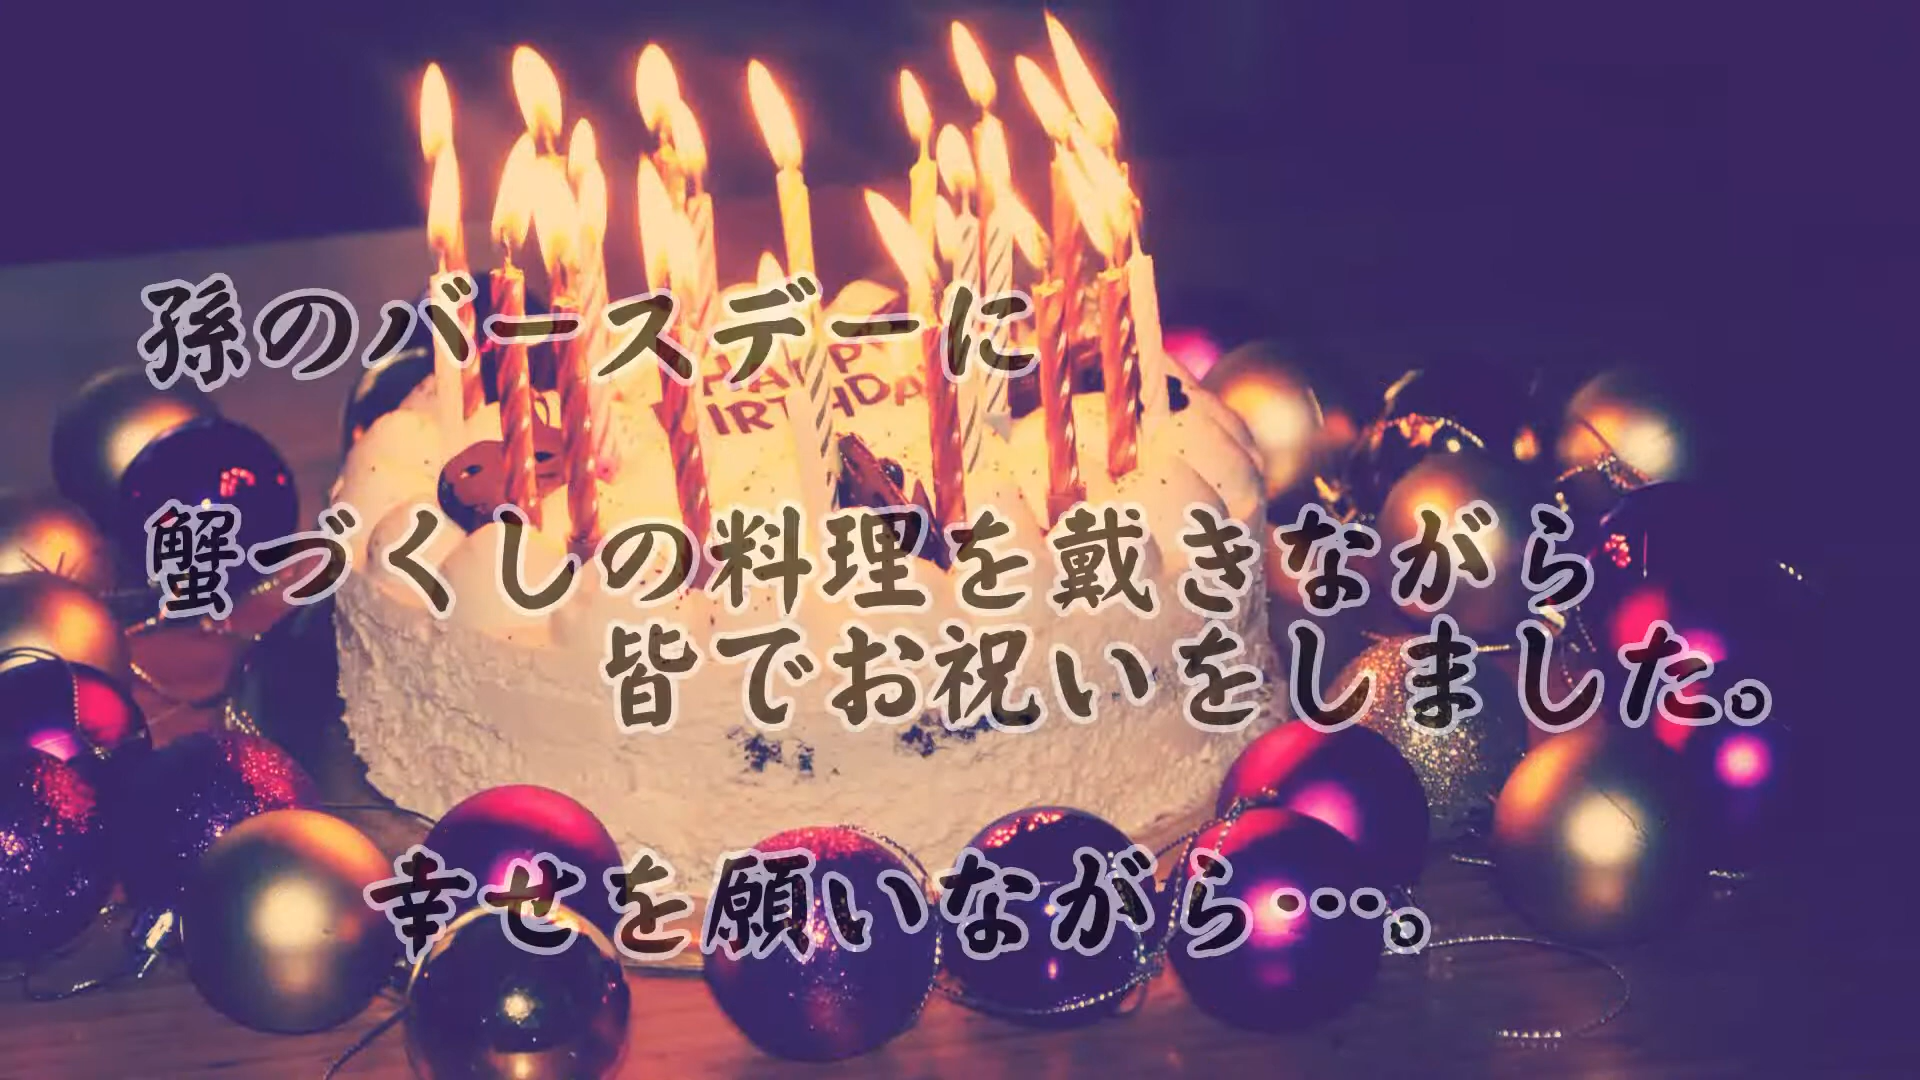 孫のバースデーに
HAPPY
蟹づくしの料理を戴きながら
皆でお祝いをしました。
幸せを願いながら…。